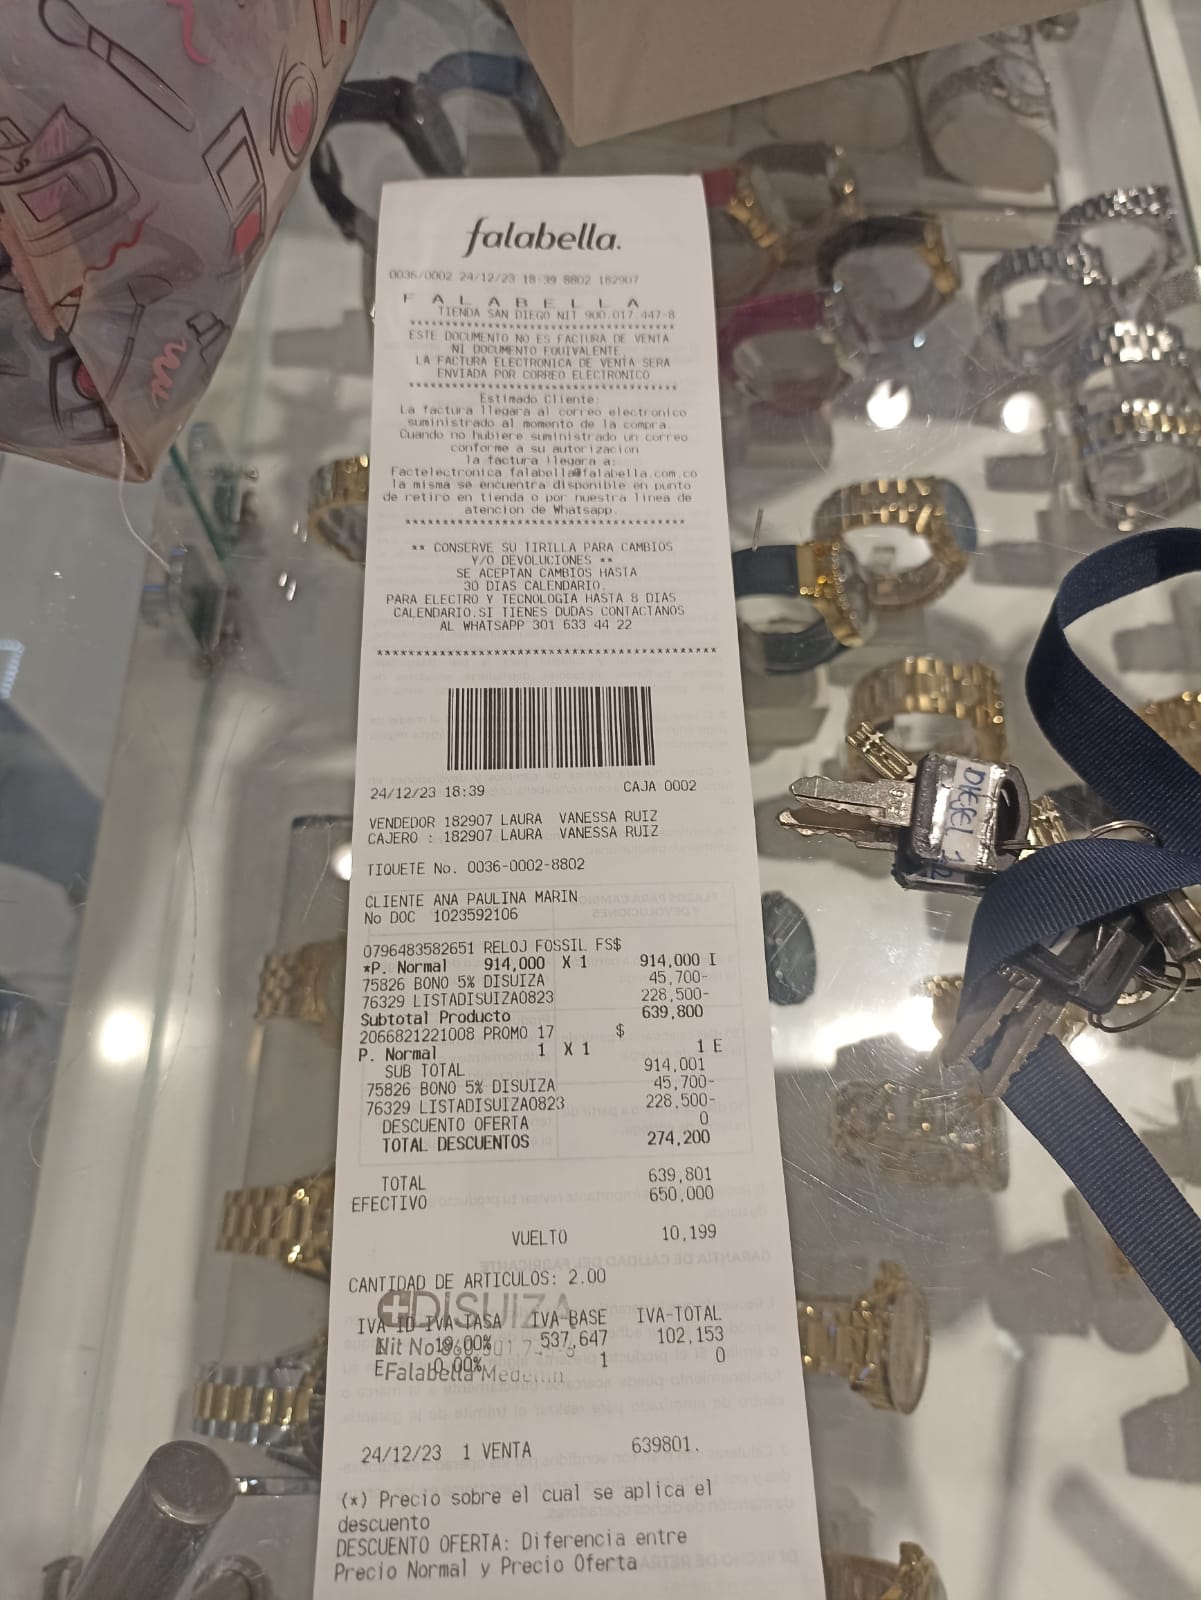 falabella.
0036/0002 24/12/23 18:39 8802 182907
F A L A B E L L A
TIENDA SAN DIEGO NIT 900.017.447-8
****************************************
ESTE DOCUMENTO NO ES FACTURA DE VENTA
NI DOCUMENTO EQUIVALENTE.
LA FACTURA ELECTRONICA DE VENTA SERA
ENVIADA POR CORREO ELECTRONICO
****************************************
Estimado Cliente:
La factura llegara al correo electronico
suministrado al momento de la compra.
Cuando no hubiere suministrado un correo
conforme a su autorizacion
la factura llegara a:
Factelectronica_falabella@falabella.com.co
la misma se encuentra disponible en punto
de retiro en tienda o por nuestra linea de
atencion de Whatsapp.
****************************************
** CONSERVE SU TIRILLA PARA CAMBIOS
Y/O DEVOLUCIONES **
SE ACEPTAN CAMBIOS HASTA
30 DIAS CALENDARIO.
PARA ELECTRO Y TECNOLOGIA HASTA 8 DIAS
CALENDARIO.SI TIENES DUDAS CONTACTANOS
AL WHATSAPP 301 633 44 22
****************************************
24/12/23 18:39 CAJA 0002
VENDEDOR 182907 LAURA VANESSA RUIZ
CAJERO : 182907 LAURA VANESSA RUIZ
TIQUETE No. 0036-0002-8802
CLIENTE ANA PAULINA MARIN
No DOC 1023592106
0796483582651 RELOJ FOSSIL FS$
*P. Normal 914,000 X 1 914,000 I
75826 BONO 5% DISUIZA 45,700-
76329 LISTADISUIZA0823 228,500-
Subtotal Producto 639,800
2066821221008 PROMO 17 $
P. Normal 1 X 1 1 E
SUB TOTAL 914,001
75826 BONO 5% DISUIZA 45,700-
76329 LISTADISUIZA0823 228,500-
DESCUENTO OFERTA 0
TOTAL DESCUENTOS 274,200
TOTAL 639,801
EFECTIVO 650,000
VUELTO 10,199
CANTIDAD DE ARTICULOS: 2.00
DISUIZA
IVA-ID IVA-TASA IVA-BASE IVA-TOTAL
I 19.00% 537,647 102,153
Nit No
E 0.00% 1 0
Falabella Medellin
24/12/23 1 VENTA 639801.
(*) Precio sobre el cual se aplica el
descuento
DESCUENTO OFERTA: Diferencia entre
Precio Normal y Precio Oferta
DIESEL